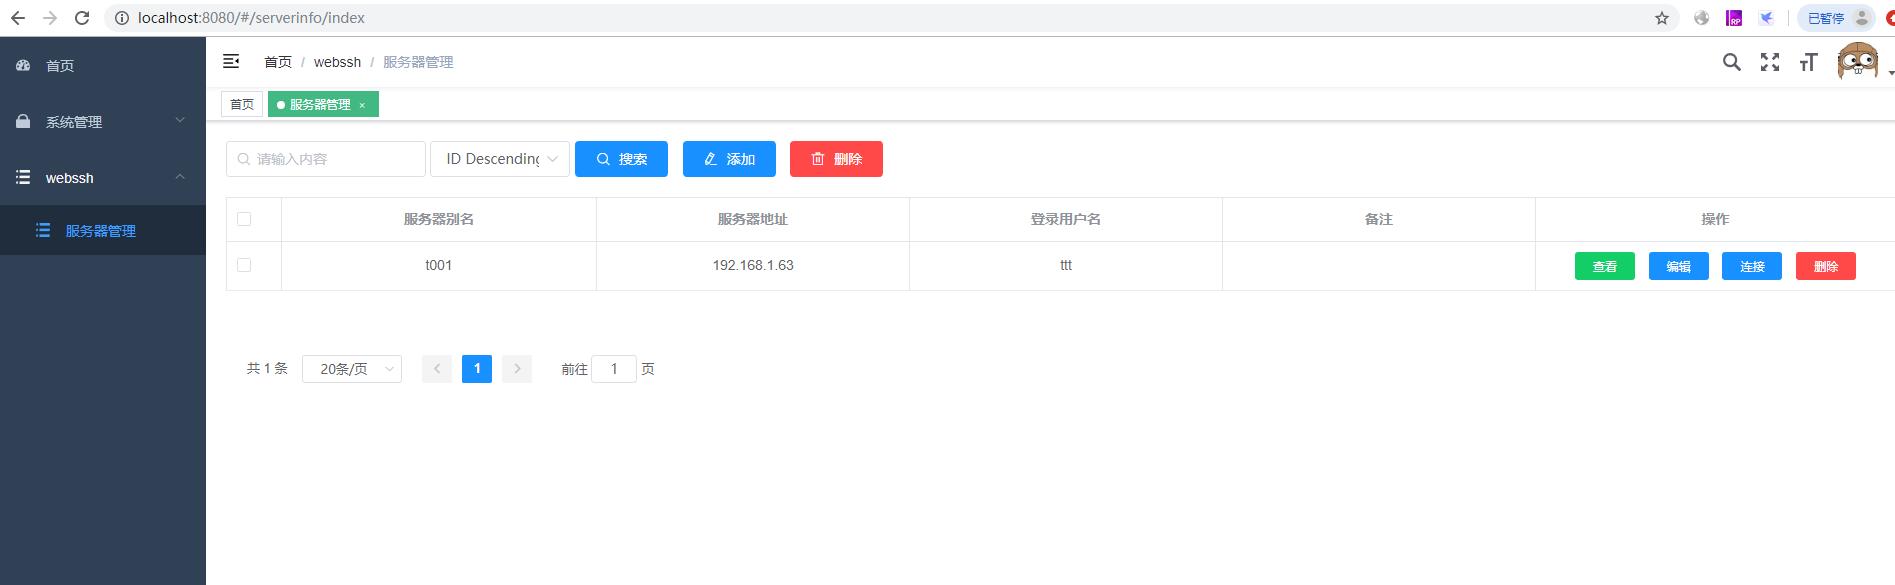 localhost:8080/#/serverinfo/index
RP
已暂停
首页
系统管理
webssh
服务器管理
首页 / webssh / 服务器管理
首页
服务器管理 ×
请输入内容
ID Descending
搜索
添加
删除
服务器别名 服务器地址 登录用户名 备注 操作
t001 192.168.1.63 ttt 查看 编辑 连接 删除
共 1 条 20条/页 1 前往 1 页